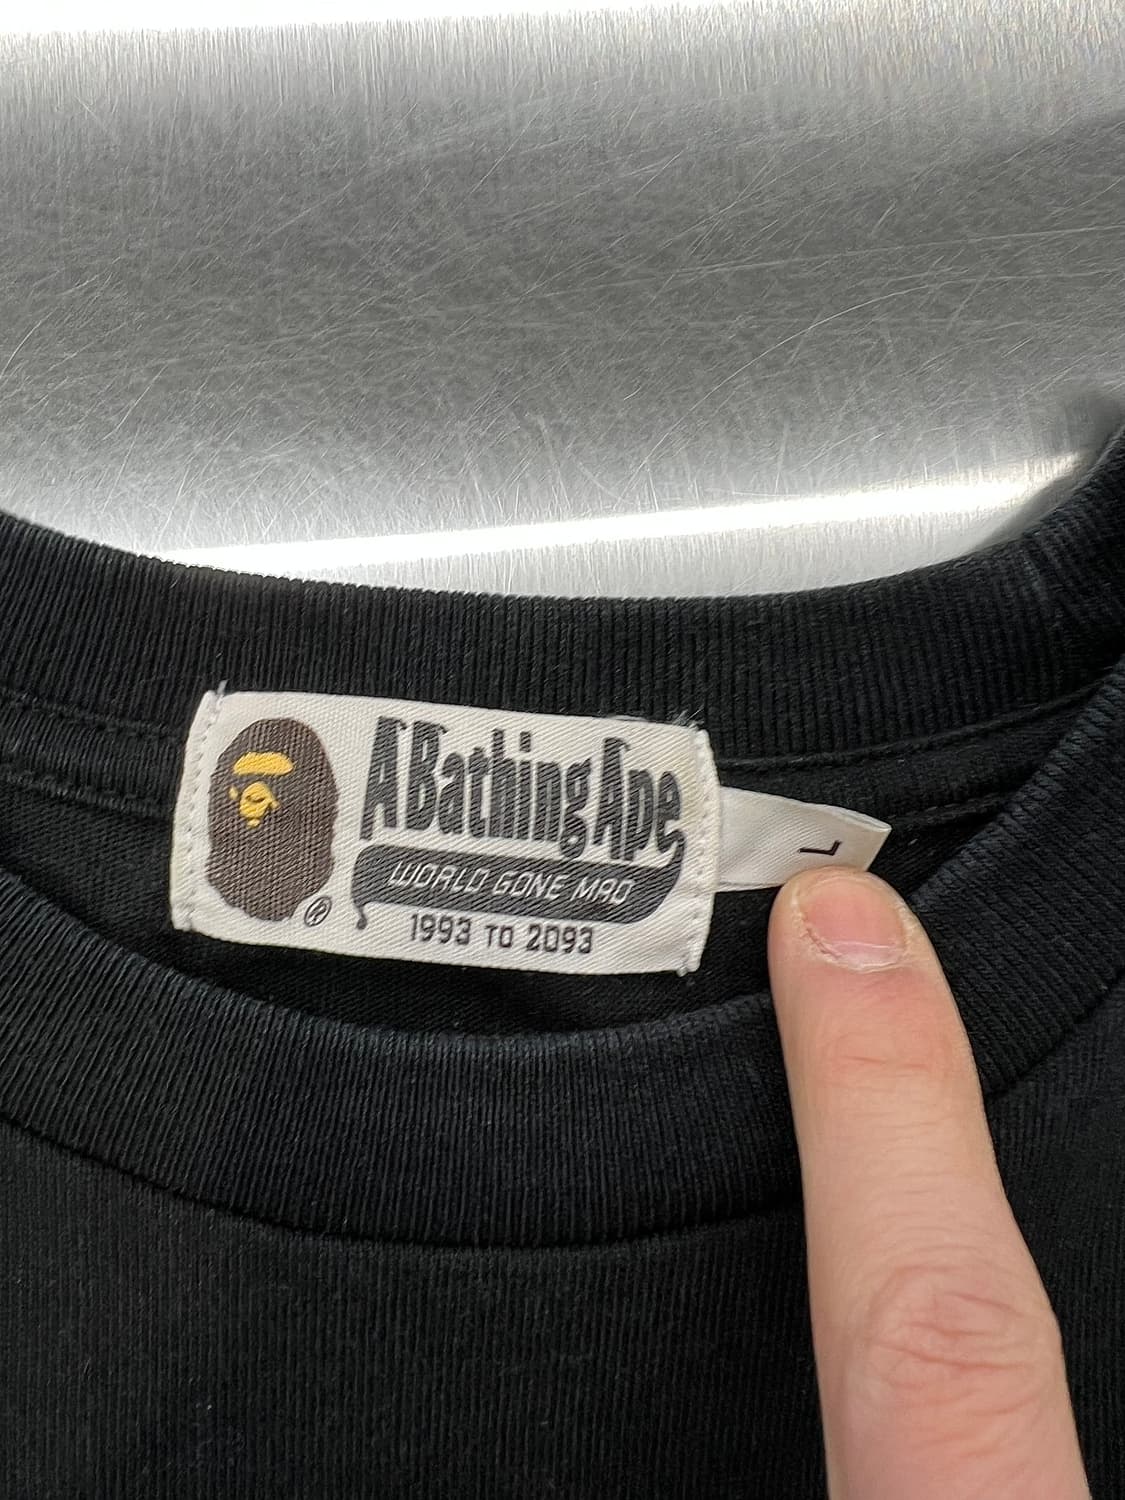 A Bathing Ape
WORLD GONE MAD
1993 TO 2093
®
L